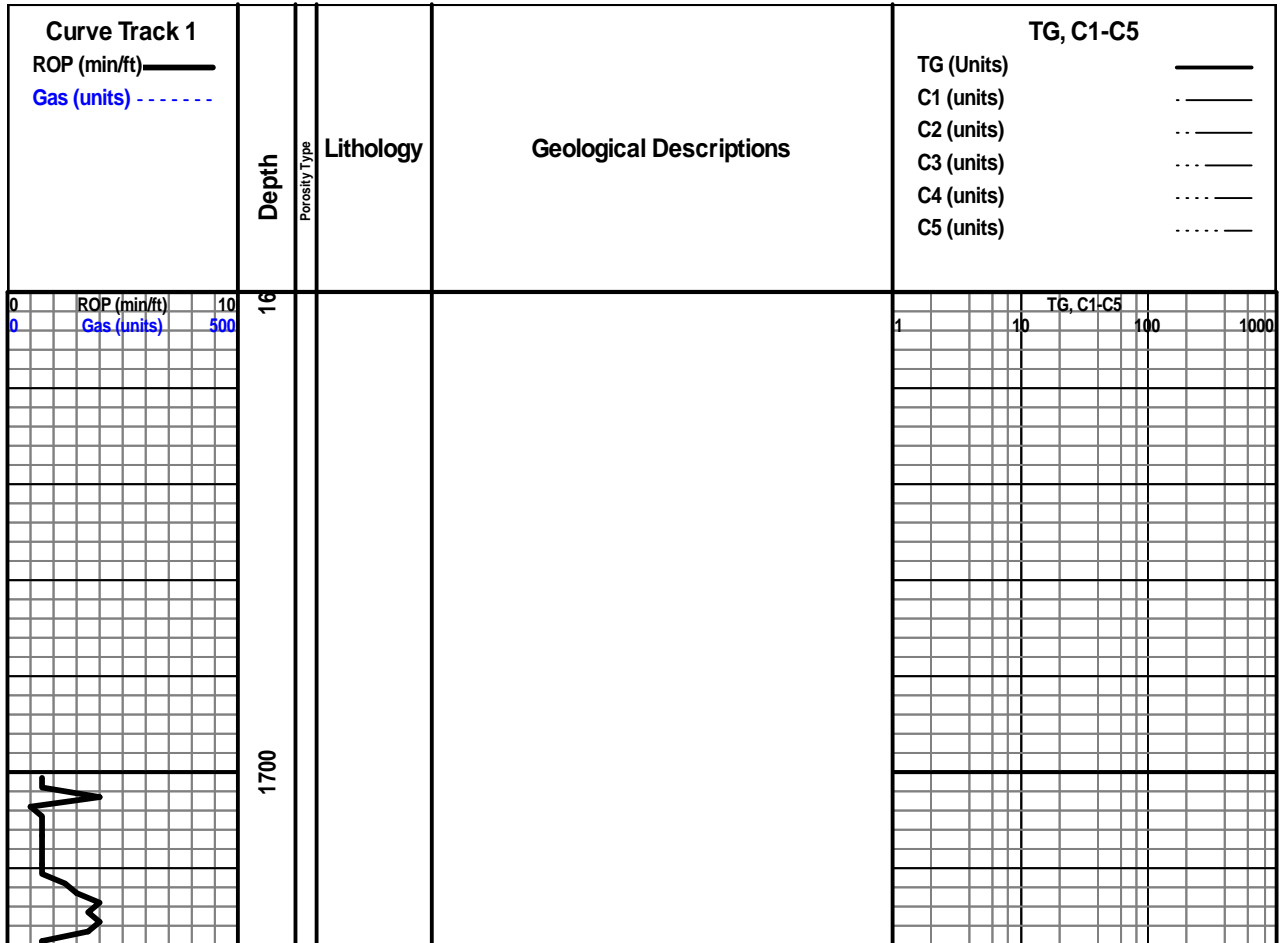 Curve Track 1
ROP (min/ft)
Gas (units)
Depth
Porosity Type
Lithology
Geological Descriptions
TG, C1-C5
TG (Units)
C1 (units)
C2 (units)
C3 (units)
C4 (units)
C5 (units)
0 ROP (min/ft) 10
0 Gas (units) 500
16
TG, C1-C5
1 10 100 1000
1700